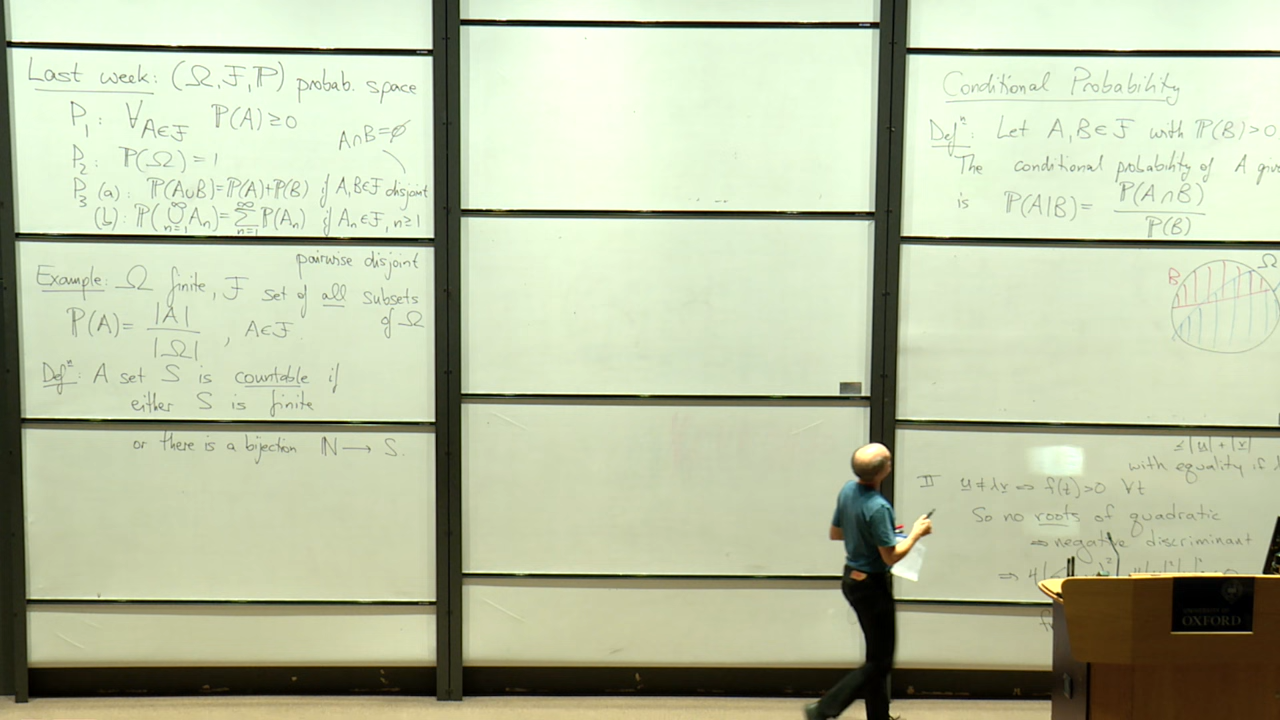 Last week: (Ω, F, ℙ) probab. space
P₁: ∀_{A∈F} ℙ(A)≥0
A∩B=∅
P₂: ℙ(Ω)=1
P₃ (a): ℙ(A∪B)=ℙ(A)+ℙ(B) if A,B∈F disjoint
(b): ℙ(⋃_{n=1}^∞ Aₙ)=∑_{n=1}^∞ ℙ(Aₙ) if Aₙ∈F, n≥1
pairwise disjoint
Example: Ω finite, F set of all subsets of Ω
ℙ(A)= |A| / |Ω| , A∈F.
Defⁿ: A set S is countable if
either S is finite
or there is a bijection ℕ → S.
Conditional Probability
Defⁿ: Let A,B∈F with ℙ(B)>0
The conditional probability of A
is ℙ(A|B)= ℙ(A∩B) / ℙ(B)
B Ω
≤|u|+|v|
with equality if
II u≠λv ⇒ f(t)>0 ∀t
So no roots of quadratic
⇒ negative discriminant
UNIVERSITY OF
OXFORD